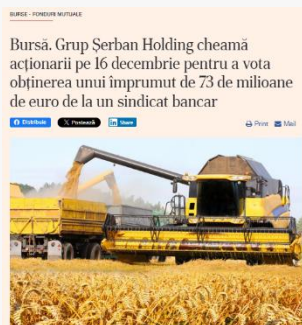 BURSE - FONDURI MUTUALE
Bursă. Grup Șerban Holding cheamă
acționarii pe 16 decembrie pentru a vota
obținerea unui împrumut de 73 de milioane
de euro de la un sindicat bancar
Distribuie Postează Share Print Mail